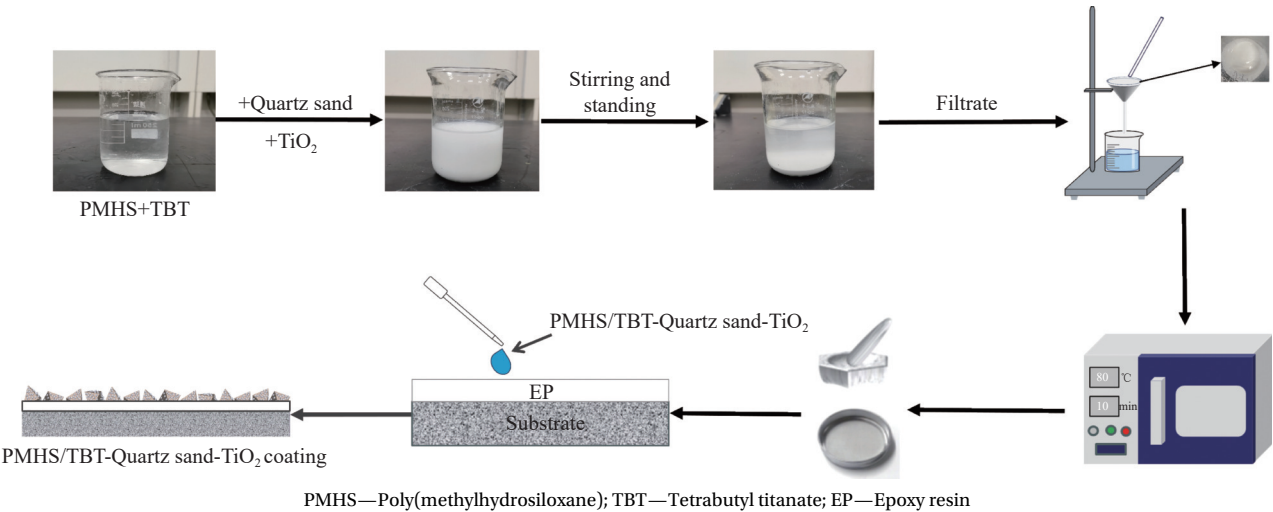 +Quartz sand
+TiO₂
Stirring and
standing
Filtrate
PMHS+TBT
PMHS/TBT-Quartz sand-TiO₂
80 ℃
10 min
EP
Substrate
PMHS/TBT-Quartz sand-TiO₂ coating
PMHS—Poly(methylhydrosiloxane); TBT—Tetrabutyl titanate; EP—Epoxy resin